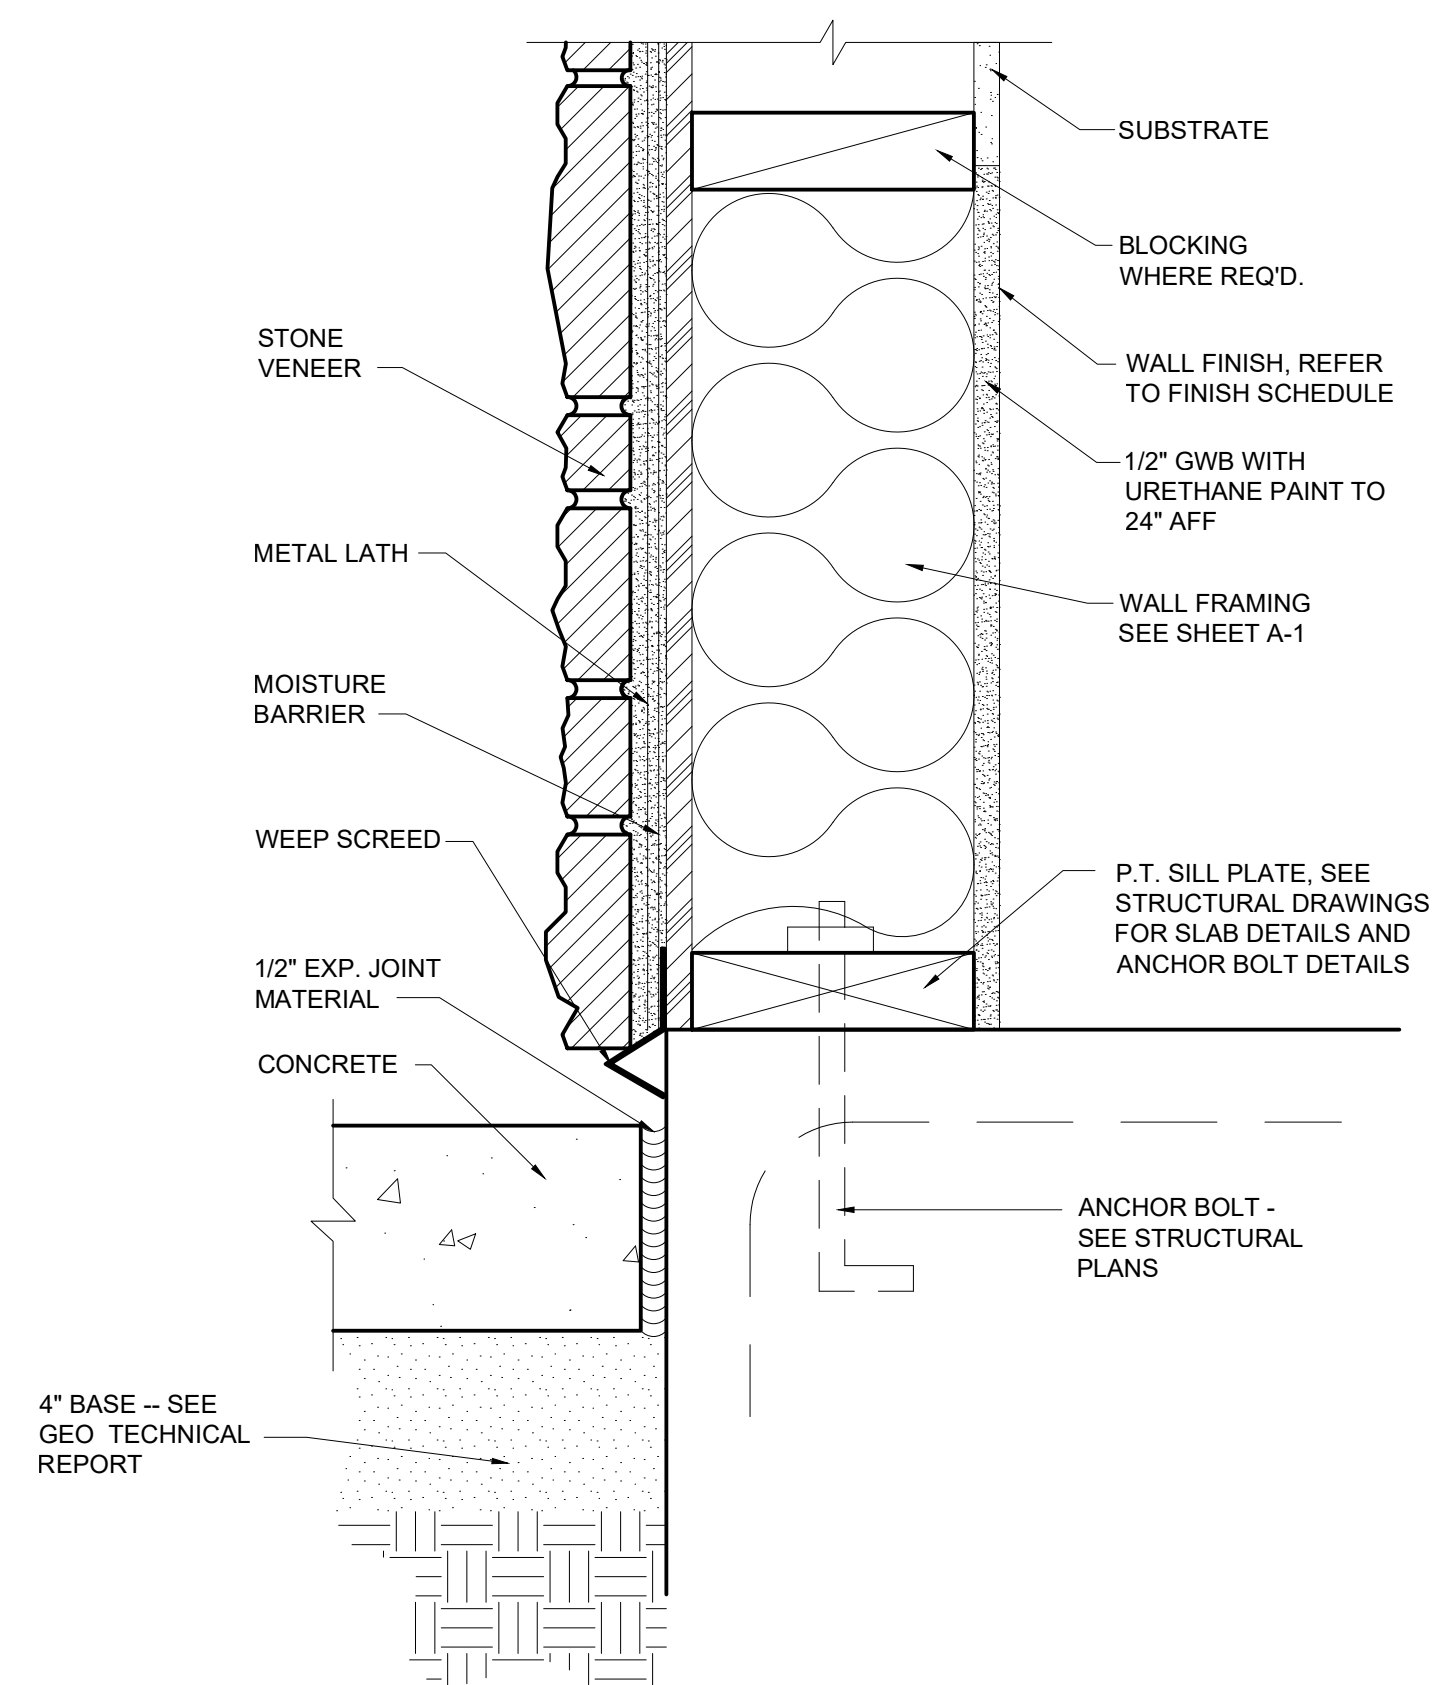 SUBSTRATE
BLOCKING
WHERE REQ'D.
STONE
VENEER
WALL FINISH, REFER
TO FINISH SCHEDULE
1/2" GWB WITH
URETHANE PAINT TO
24" AFF
METAL LATH
WALL FRAMING
SEE SHEET A-1
MOISTURE
BARRIER
WEEP SCREED
P.T. SILL PLATE, SEE
STRUCTURAL DRAWINGS
FOR SLAB DETAILS AND
ANCHOR BOLT DETAILS
1/2" EXP. JOINT
MATERIAL
CONCRETE
ANCHOR BOLT -
SEE STRUCTURAL
PLANS
4" BASE -- SEE
GEO TECHNICAL
REPORT